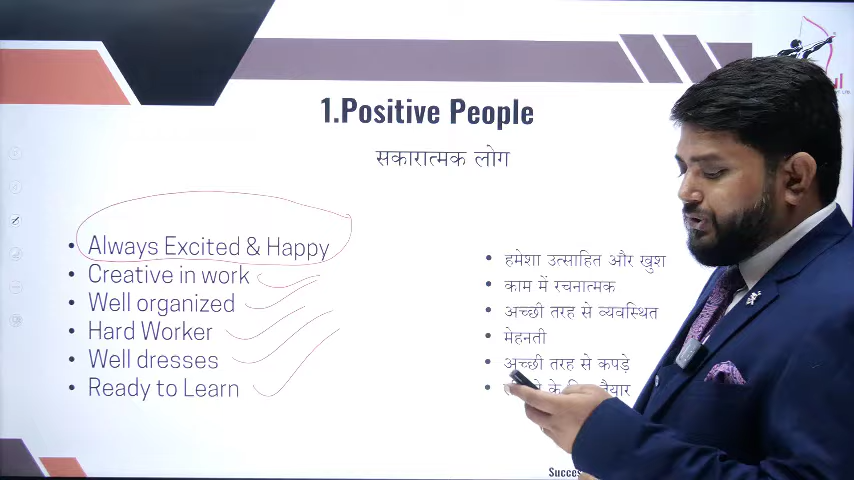 1.Positive People
सकारात्मक लोग
• Always Excited & Happy
• Creative in work
• Well organized
• Hard Worker
• Well dresses
• Ready to Learn
• हमेशा उत्साहित और खुश
• काम में रचनात्मक
• अच्छी तरह से व्यवस्थित
• मेहनती
• अच्छी तरह से कपड़े
• के
Succes